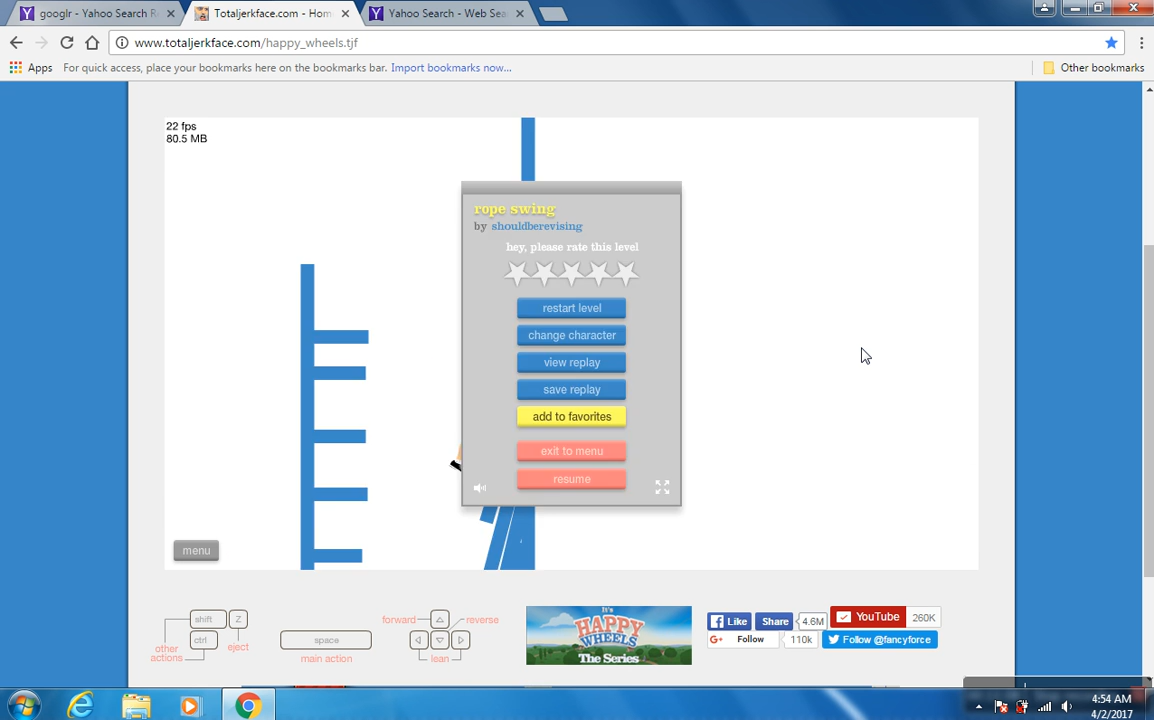 googlr - Yahoo Search R
Totaljerkface.com - Hom
Yahoo Search - Web Sea
www.totaljerkface.com/happy_wheels.tjf
Apps
For quick access, place your bookmarks here on the bookmarks bar. Import bookmarks now...
Other bookmarks
22 fps
80.5 MB
rope swing
by shouldberevising
hey, please rate this level
restart level
change character
view replay
save replay
add to favorites
exit to menu
resume
menu
shift
Z
ctrl
eject
other
actions
space
main action
forward
reverse
lean
It's
HAPPY
WHEELS
The Series
Like
Share
4.6M
YouTube
260K
G+ Follow
110k
Follow @fancyforce
4:54 AM
4/2/2017